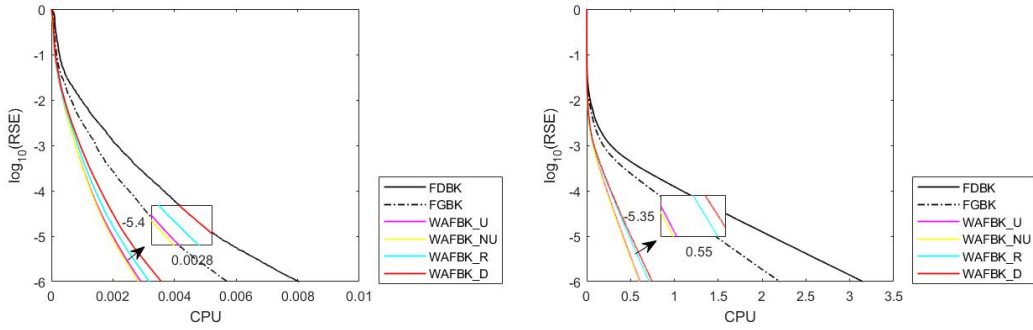 0
-1
-2
-3
-4
-5
-6
log10(RSE)
-5.4
0.0028
0
0.002
0.004
0.006
0.008
0.01
CPU
FDBK
FGBK
WAFBK_U
WAFBK_NU
WAFBK_R
WAFBK_D
0
-1
-2
-3
-4
-5
-6
log10(RSE)
-5.35
0.55
0
0.5
1
1.5
2
2.5
3
3.5
CPU
FDBK
FGBK
WAFBK_U
WAFBK_NU
WAFBK_R
WAFBK_D